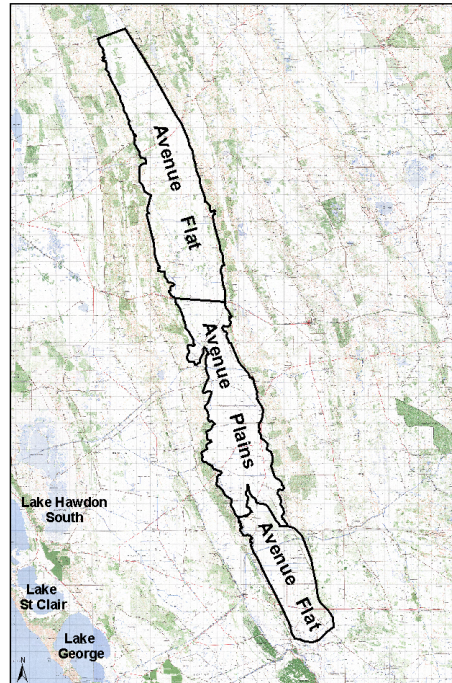 Avenue Flat
Avenue Plains
Avenue Flat
Lake Hawdon
South
Lake
St Clair
Lake
George
N